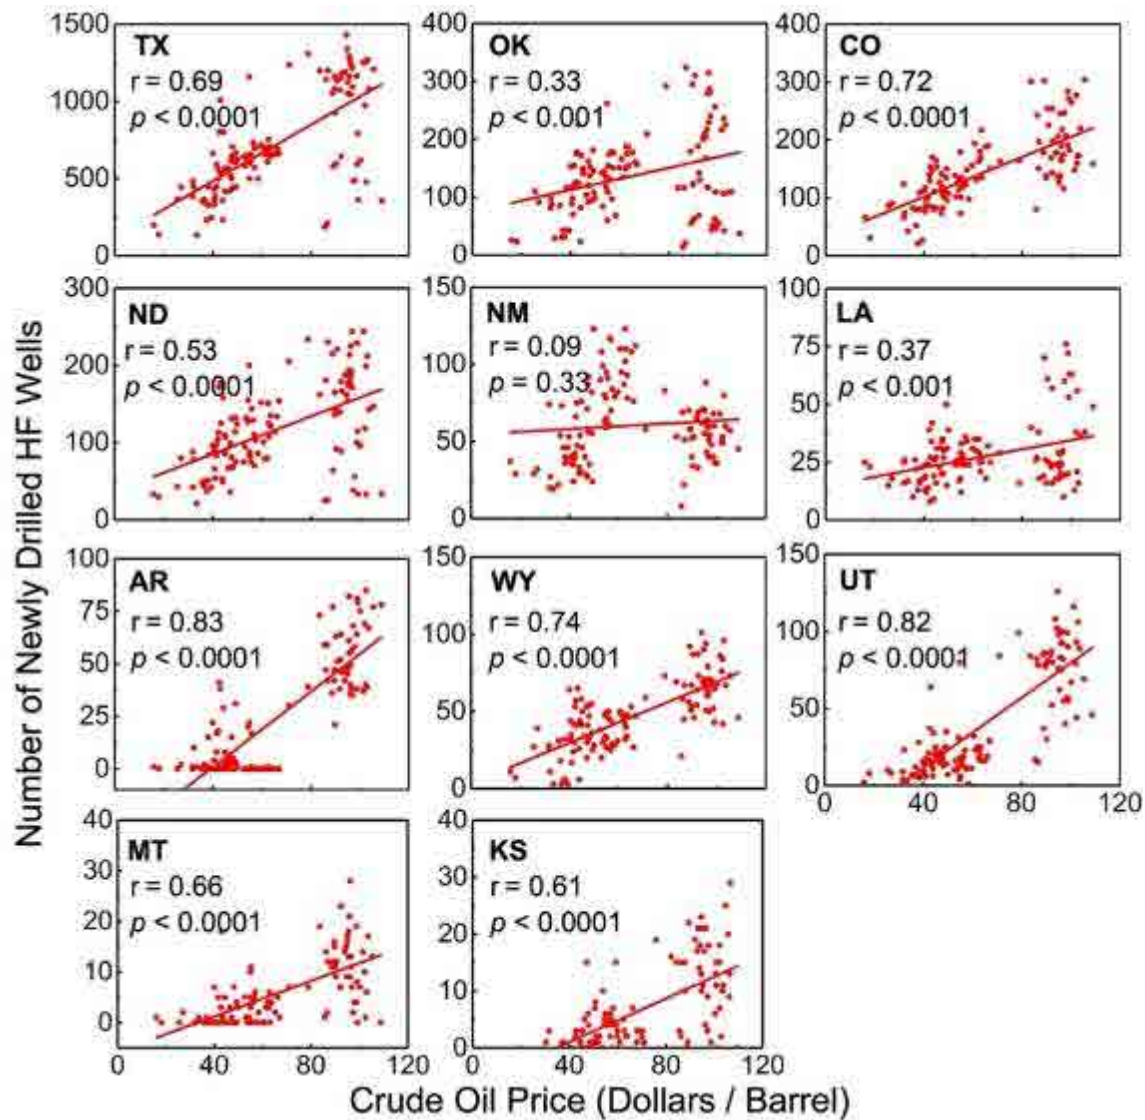 Number of Newly Drilled HF Wells
1500
1000
500
0
TX
r = 0.69
p < 0.0001
400
300
200
100
0
OK
r = 0.33
p < 0.001
400
300
200
100
0
CO
r = 0.72
p < 0.0001
300
200
100
0
ND
r = 0.53
p < 0.0001
150
100
50
0
NM
r = 0.09
p = 0.33
100
75
50
25
0
LA
r = 0.37
p < 0.001
100
75
50
25
0
AR
r = 0.83
p < 0.0001
150
100
50
0
WY
r = 0.74
p < 0.0001
150
100
50
0
UT
r = 0.82
p < 0.0001
0 40 80 120
40
30
20
10
0
MT
r = 0.66
p < 0.0001
0 40 80 120
40
30
20
10
0
KS
r = 0.61
p < 0.0001
0 40 80 120
Crude Oil Price (Dollars / Barrel)